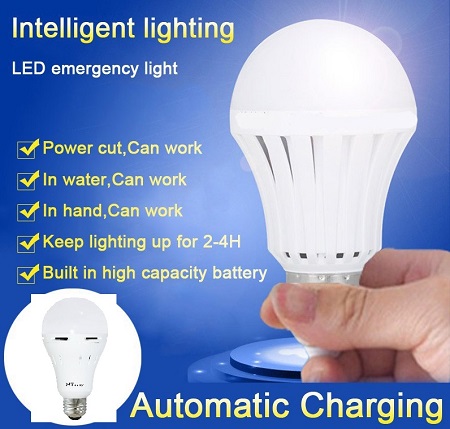 Intelligent lighting
LED emergency light
Power cut,Can work
In water,Can work
In hand,Can work
Keep lighting up for 2-4H
Built in high capacity battery
Automatic Charging